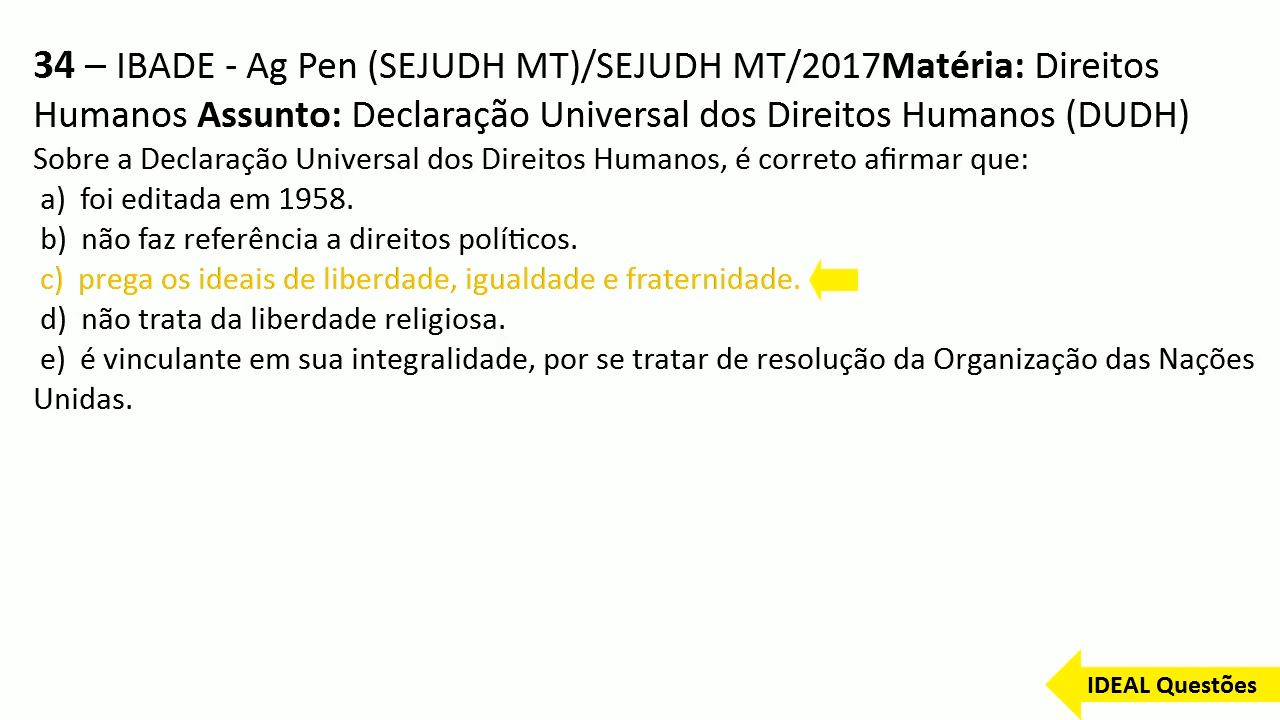 34 – IBADE - Ag Pen (SEJUDH MT)/SEJUDH MT/2017Matéria: Direitos
Humanos Assunto: Declaração Universal dos Direitos Humanos (DUDH)
Sobre a Declaração Universal dos Direitos Humanos, é correto afirmar que:
a) foi editada em 1958.
b) não faz referência a direitos políticos.
c) prega os ideais de liberdade, igualdade e fraternidade.
d) não trata da liberdade religiosa.
e) é vinculante em sua integralidade, por se tratar de resolução da Organização das Nações
Unidas.
IDEAL Questões